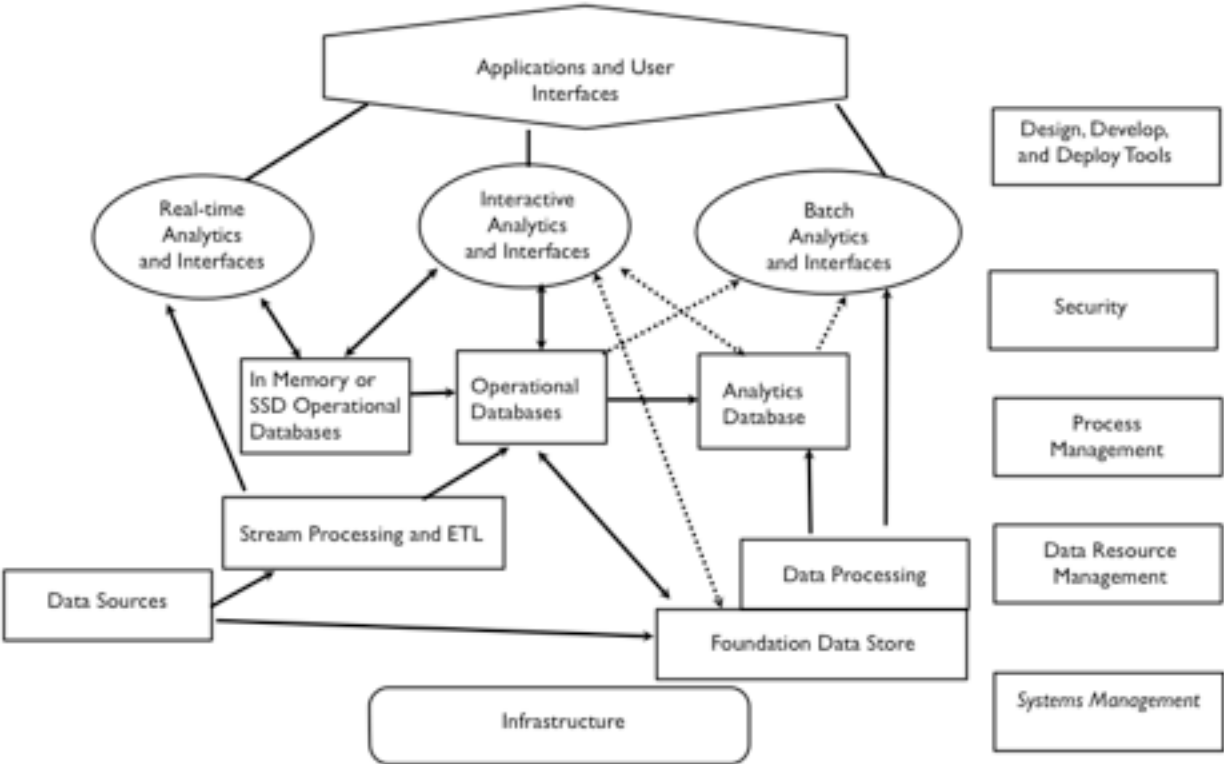 Applications and User
Interfaces
Design, Develop,
and Deploy Tools
Real-time
Analytics
and Interfaces
Interactive
Analytics
and Interfaces
Batch
Analytics
and Interfaces
Security
In Memory or
SSD Operational
Databases
Operational
Databases
Analytics
Database
Process
Management
Stream Processing and ETL
Data Sources
Data Processing
Data Resource
Management
Foundation Data Store
Infrastructure
Systems Management